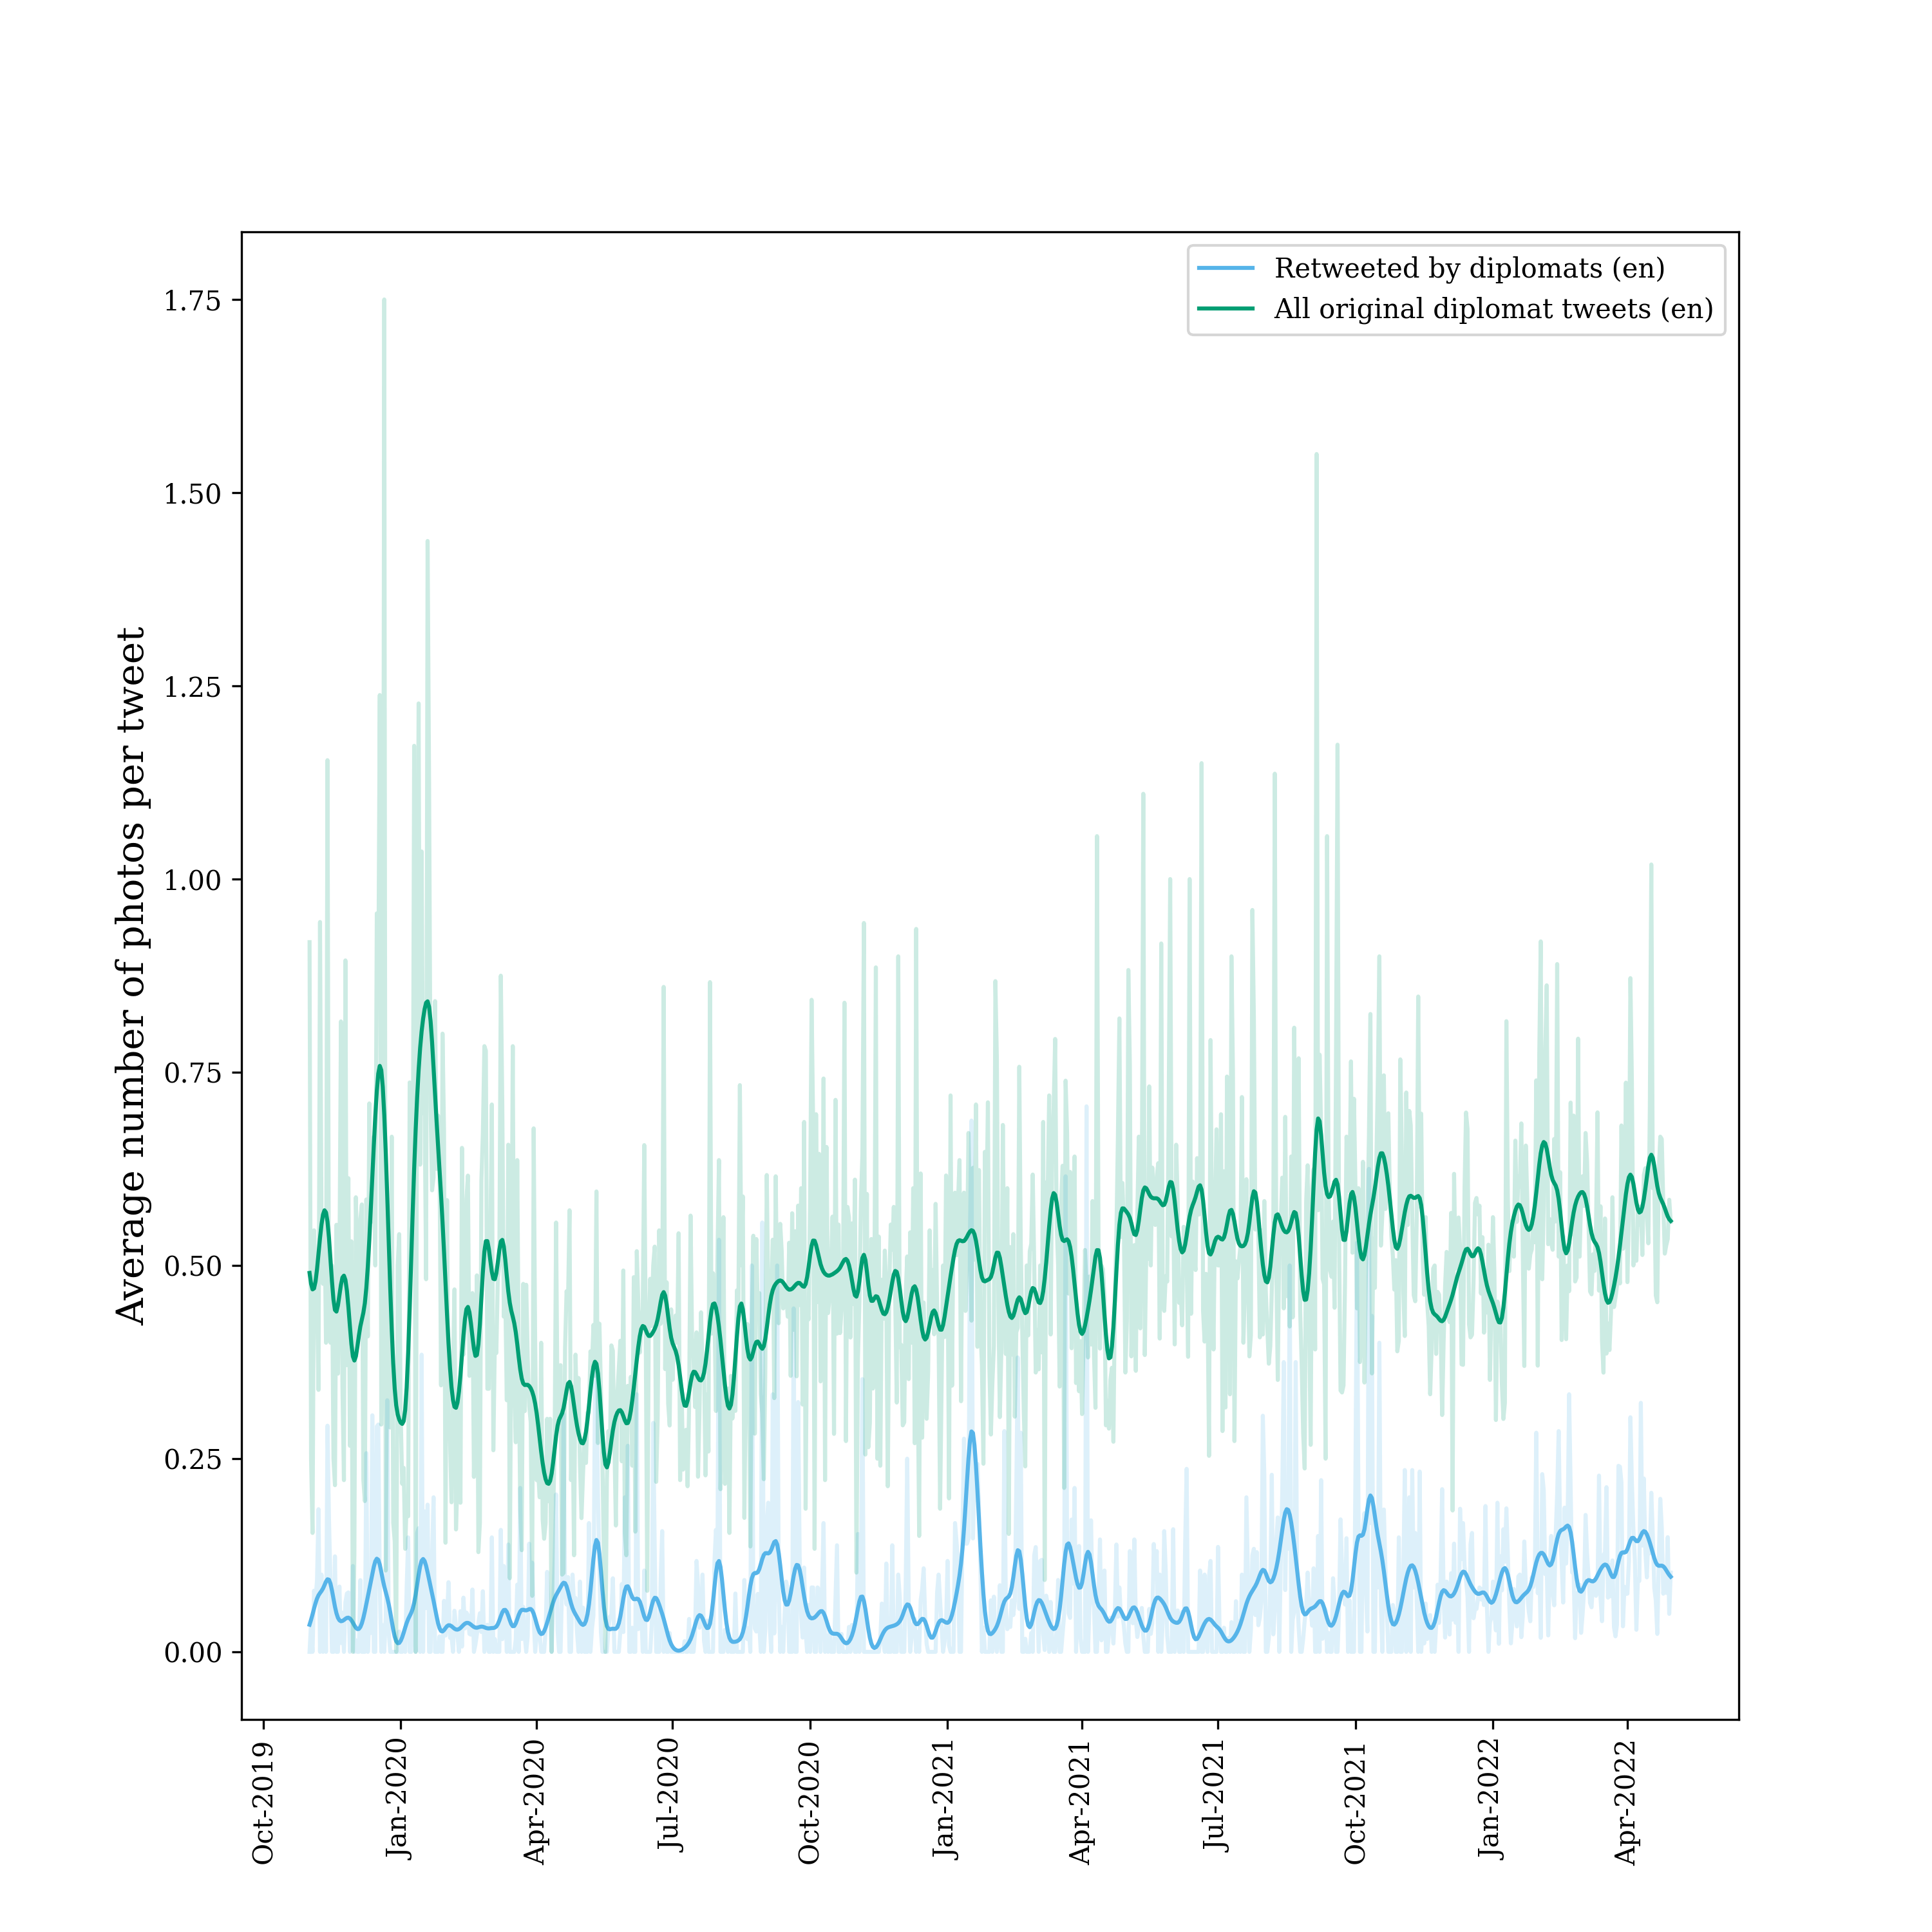 Retweeted by diplomats (en)
All original diplomat tweets (en)
Average number of photos per tweet
1.75
1.50
1.25
1.00
0.75
0.50
0.25
0.00
Oct-2019
Jan-2020
Apr-2020
Jul-2020
Oct-2020
Jan-2021
Apr-2021
Jul-2021
Oct-2021
Jan-2022
Apr-2022